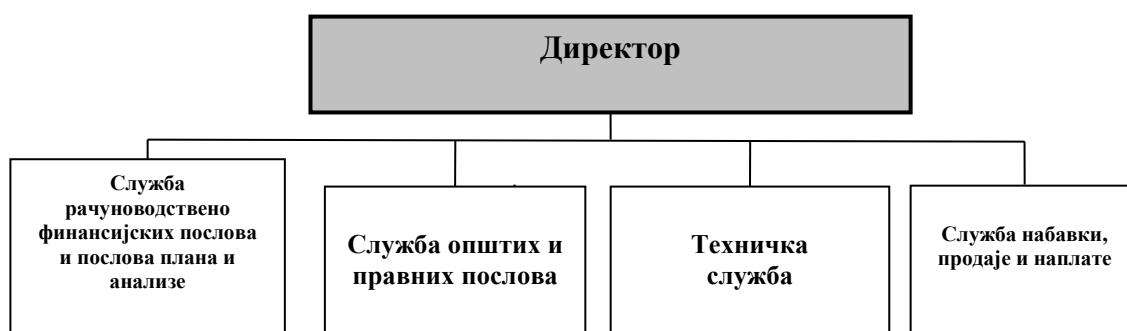 Директор
Служба
рачуноводствено
финансијских послова
и послова плана и
анализе
Служба општих и
правних послова
Техничка
служба
Служба набавки,
продаје и наплате